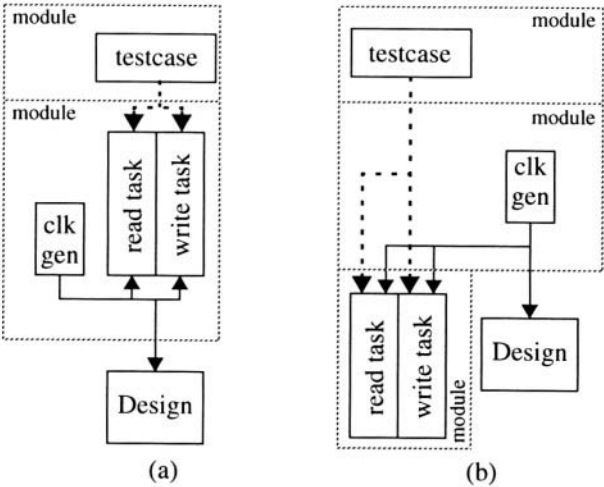 module
testcase
module
read task
write task
clk
gen
Design
(a)
module
testcase
module
clk
gen
read task
write task
module
Design
(b)